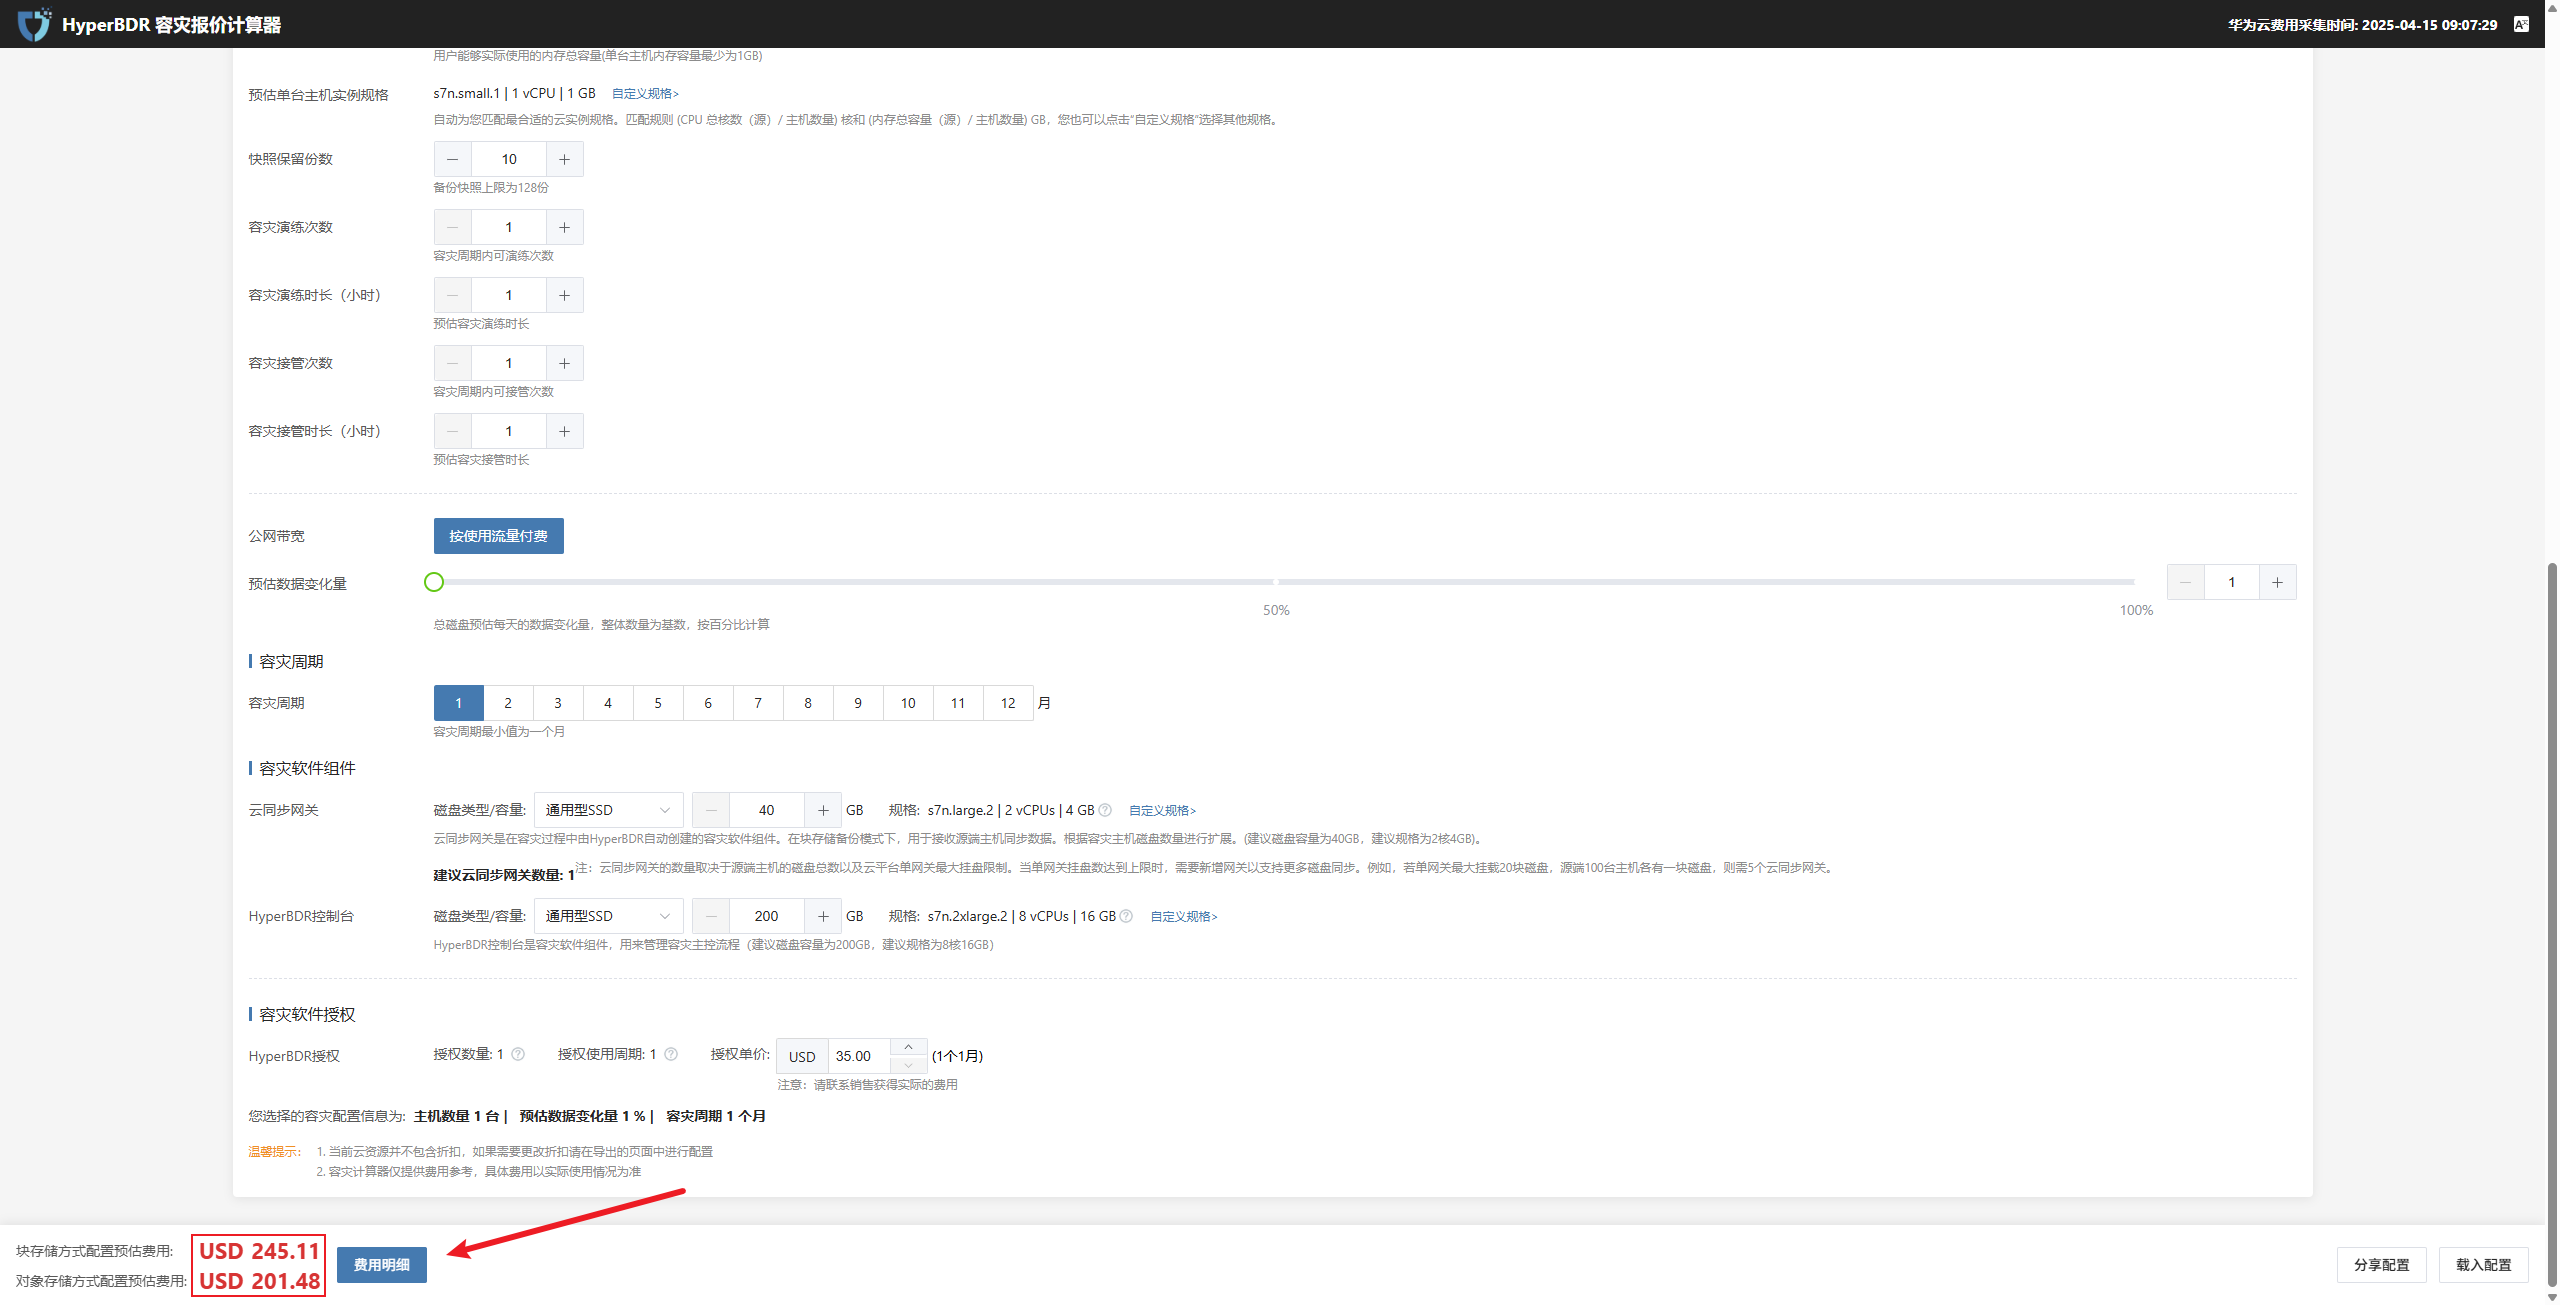 HyperBDR 容灾报价计算器
华为云费用采集时间: 2025-04-15 09:07:29
用户能够实际使用的内存总容量(单台主机内存容量最少为1GB)
预估单台主机实例规格 s7n.small.1 | 1 vCPU | 1 GB 自定义规格>
自动为您匹配最合适的云实例规格。匹配规则 (CPU 总核数（源）/ 主机数量) 核和 (内存总容量（源）/ 主机数量) GB，您也可以点击“自定义规格”选择其他规格。
快照保留份数 10
备份快照上限为128份
容灾演练次数 1
容灾周期内可演练次数
容灾演练时长（小时） 1
预估容灾演练时长
容灾接管次数 1
容灾周期内可接管次数
容灾接管时长（小时） 1
预估容灾接管时长
公网带宽 按使用流量付费
预估数据变化量 1
50% 100%
总磁盘预估每天的数据变化量，整体数量为基数，按百分比计算
容灾周期
容灾周期 1 2 3 4 5 6 7 8 9 10 11 12 月
容灾周期最小值为一个月
容灾软件组件
云同步网关 磁盘类型/容量: 通用型SSD 40 GB 规格: s7n.large.2 | 2 vCPUs | 4 GB 自定义规格>
云同步网关是在容灾过程中由HyperBDR自动创建的容灾软件组件。在块存储备份模式下，用于接收源端主机同步数据。根据容灾主机磁盘数量进行扩展。(建议磁盘容量为40GB，建议规格为2核4GB)。
建议云同步网关数量: 1 注：云同步网关的数量取决于源端主机的磁盘总数以及云平台单网关最大挂盘限制。当单网关挂盘数达到上限时，需要新增网关以支持更多磁盘同步。例如，若单网关最大挂载20块磁盘，源端100台主机各有一块磁盘，则需5个云同步网关。
HyperBDR控制台 磁盘类型/容量: 通用型SSD 200 GB 规格: s7n.2xlarge.2 | 8 vCPUs | 16 GB 自定义规格>
HyperBDR控制台是容灾软件组件，用来管理容灾主控流程（建议磁盘容量为200GB，建议规格为8核16GB）
容灾软件授权
HyperBDR授权 授权数量: 1 授权使用周期: 1 授权单价: USD 35.00 (1个1月)
注意：请联系销售获得实际的费用
您选择的容灾配置信息为: 主机数量 1 台 | 预估数据变化量 1 % | 容灾周期 1 个月
温馨提示: 1. 当前云资源并不包含折扣，如果需要更改折扣请在导出的页面中进行配置
2. 容灾计算器仅提供费用参考，具体费用以实际使用情况为准
块存储方式配置预估费用: USD 245.11
对象存储方式配置预估费用: USD 201.48
费用明细
分享配置 载入配置